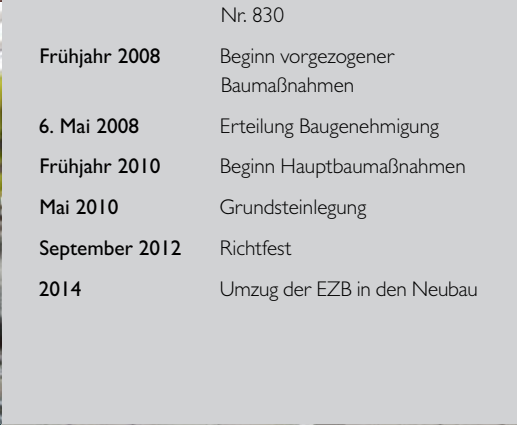 Nr. 830
Frühjahr 2008 Beginn vorgezogener
Baumaßnahmen
6. Mai 2008 Erteilung Baugenehmigung
Frühjahr 2010 Beginn Hauptbaumaßnahmen
Mai 2010 Grundsteinlegung
September 2012 Richtfest
2014 Umzug der EZB in den Neubau